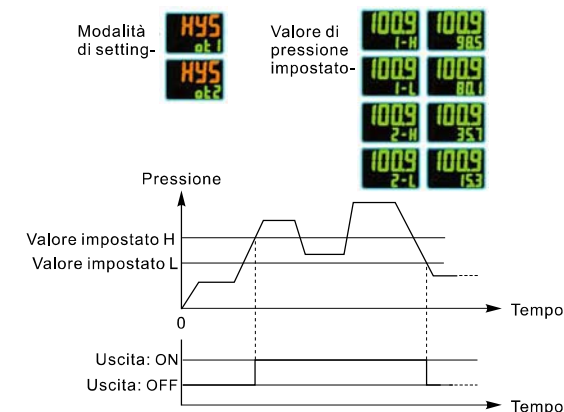 Modalità
di setting-
HYS
ot1
HYS
ot2
Valore di
pressione
impostato-
100.9
1-H
100.9
98.5
100.9
1-L
100.9
80.1
100.9
2-H
100.9
35.7
100.9
2-L
100.9
15.3
Pressione
Valore impostato H
Valore impostato L
0
Tempo
Uscita: ON
Uscita: OFF
Tempo